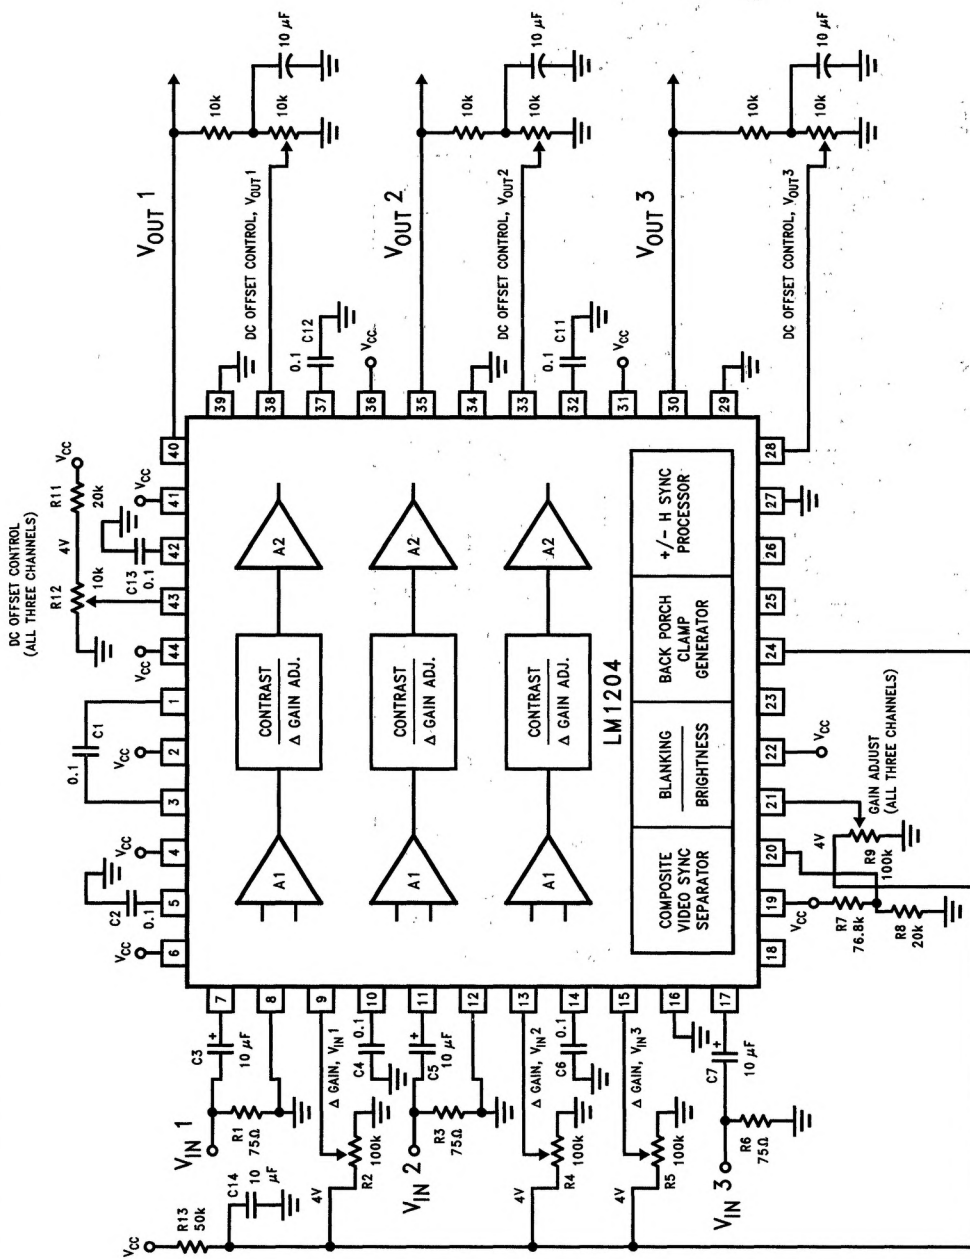 DC OFFSET CONTROL
(ALL THREE CHANNELS)
VCC
R11
20k
4V
R12
10k
VCC
C13
0.1
VCC
C1
0.1
VCC
VCC
C2
0.1
VCC
40
41
42
43
44
1
2
3
4
5
6
VOUT 1
10k
10k
10 μF
DC OFFSET CONTROL, VOUT1
0.1
C12
VCC
VOUT 2
10k
10k
10 μF
DC OFFSET CONTROL, VOUT2
0.1
C11
VCC
VOUT 3
10k
10k
10 μF
DC OFFSET CONTROL, VOUT3
39
38
37
36
35
34
33
32
31
30
29
A1
CONTRAST
Δ GAIN ADJ.
A2
A1
CONTRAST
Δ GAIN ADJ.
A2
A1
CONTRAST
Δ GAIN ADJ.
A2
LM1204
COMPOSITE
VIDEO SYNC
SEPARATOR
BLANKING
BRIGHTNESS
BACK PORCH
CLAMP
GENERATOR
+/− H SYNC
PROCESSOR
7
8
9
10
11
12
13
14
15
16
17
VIN 1
C3
+
10 μF
R1
75Ω
VCC
R13
50k
C14
10
μF
Δ GAIN, VIN1
4V
R2
100k
C4
0.1
VIN 2
C5
+
10 μF
R3
75Ω
Δ GAIN, VIN2
4V
R4
100k
C6
0.1
Δ GAIN, VIN3
4V
R5
100k
VIN 3
C7
+
10 μF
R6
75Ω
18
19
20
21
22
23
24
25
26
27
28
VCC
R7
76.8k
R8
20k
4V
R9
100k
GAIN ADJUST
(ALL THREE CHANNELS)
VCC